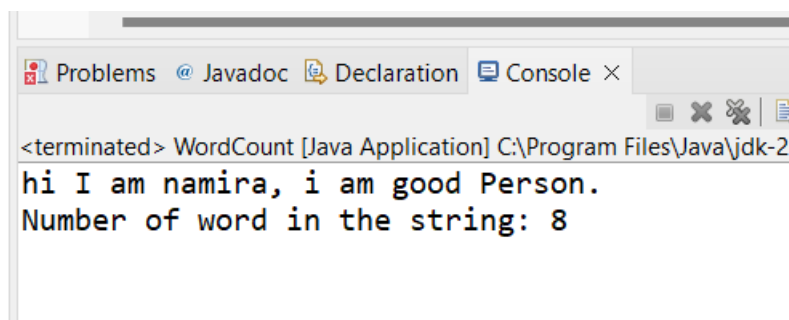 Problems @ Javadoc Declaration Console ×
<terminated> WordCount [Java Application] C:\Program Files\Java\jdk-2
hi I am namira, i am good Person.
Number of word in the string: 8